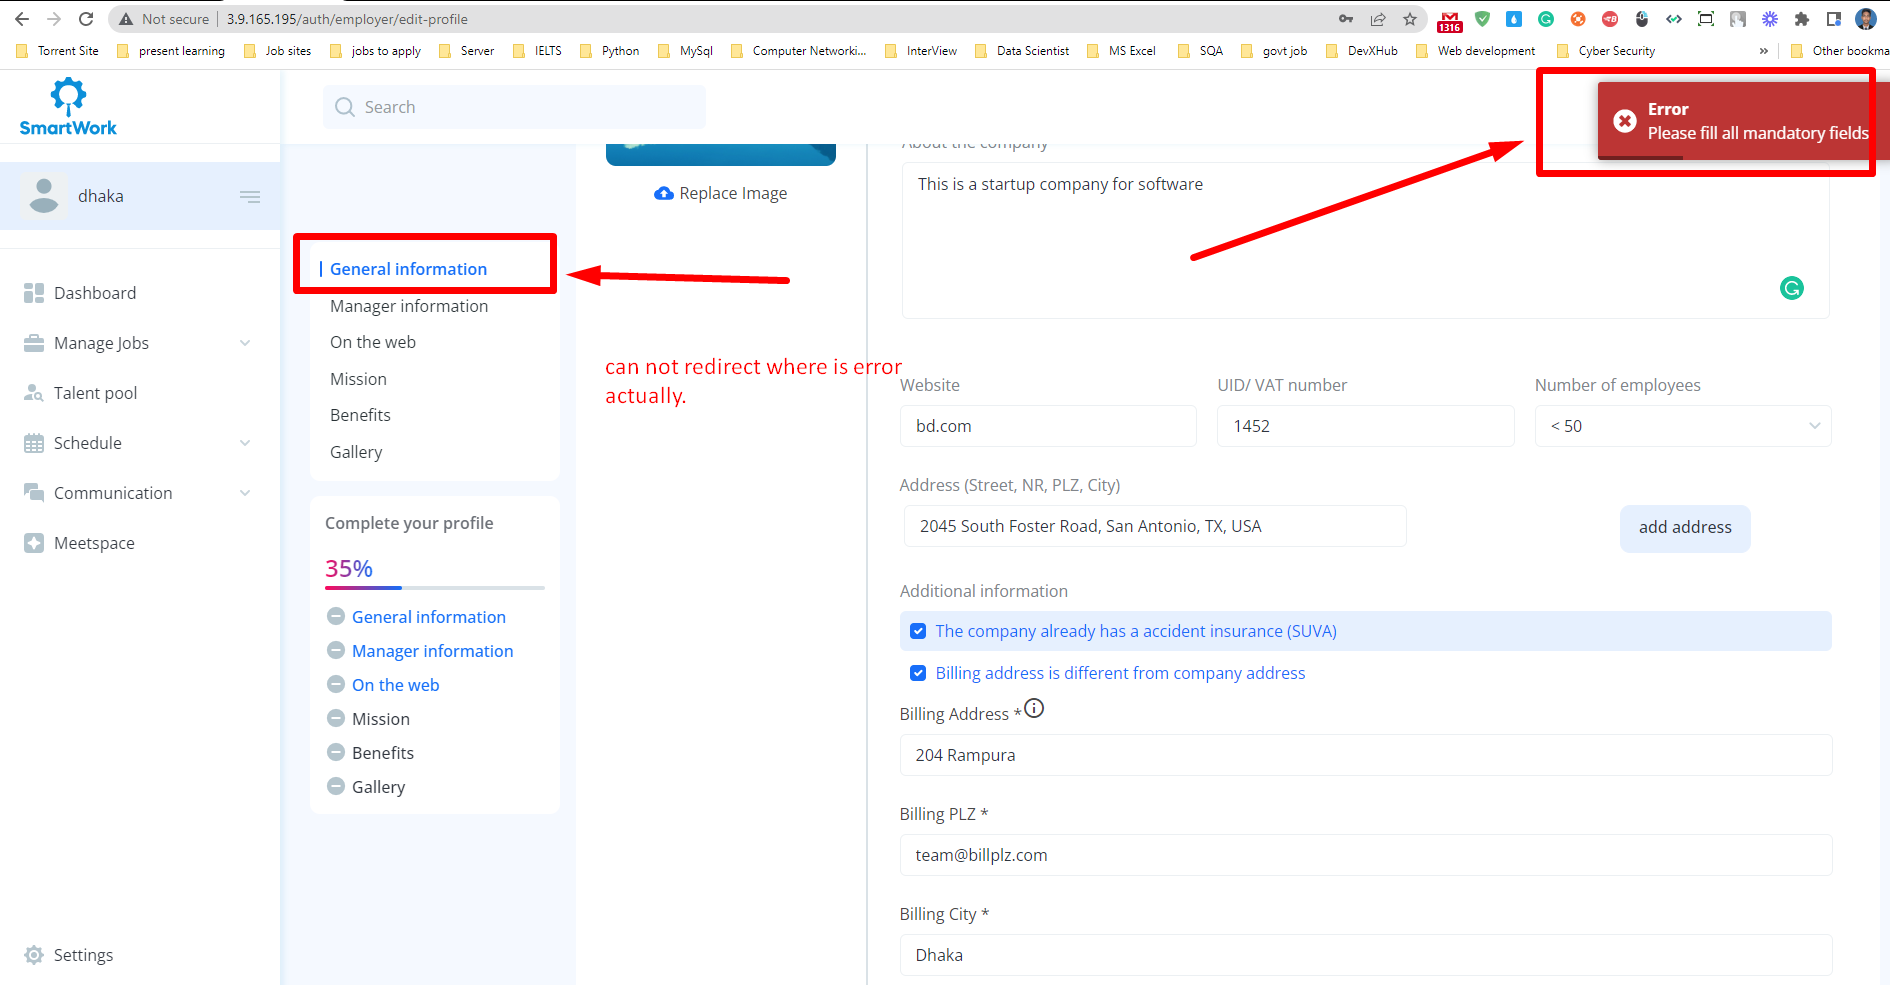 Not secure | 3.9.165.195/auth/employer/edit-profile
1316
Torrent Site present learning Job sites jobs to apply Server IELTS Python MySql Computer Networki... InterView Data Scientist MS Excel SQA govt job DevXHub Web development Cyber Security » Other bookma
SmartWork
Search
Error
Please fill all mandatory fields
dhaka
Dashboard
Manage Jobs
Talent pool
Schedule
Communication
Meetspace
Settings
Replace Image
General information
Manager information
On the web
Mission
Benefits
Gallery
Complete your profile
35%
General information
Manager information
On the web
Mission
Benefits
Gallery
can not redirect where is error
actually.
About the company
This is a startup company for software
Website UID/ VAT number Number of employees
bd.com 1452 < 50
Address (Street, NR, PLZ, City)
2045 South Foster Road, San Antonio, TX, USA add address
Additional information
The company already has a accident insurance (SUVA)
Billing address is different from company address
Billing Address *
204 Rampura
Billing PLZ *
team@billplz.com
Billing City *
Dhaka